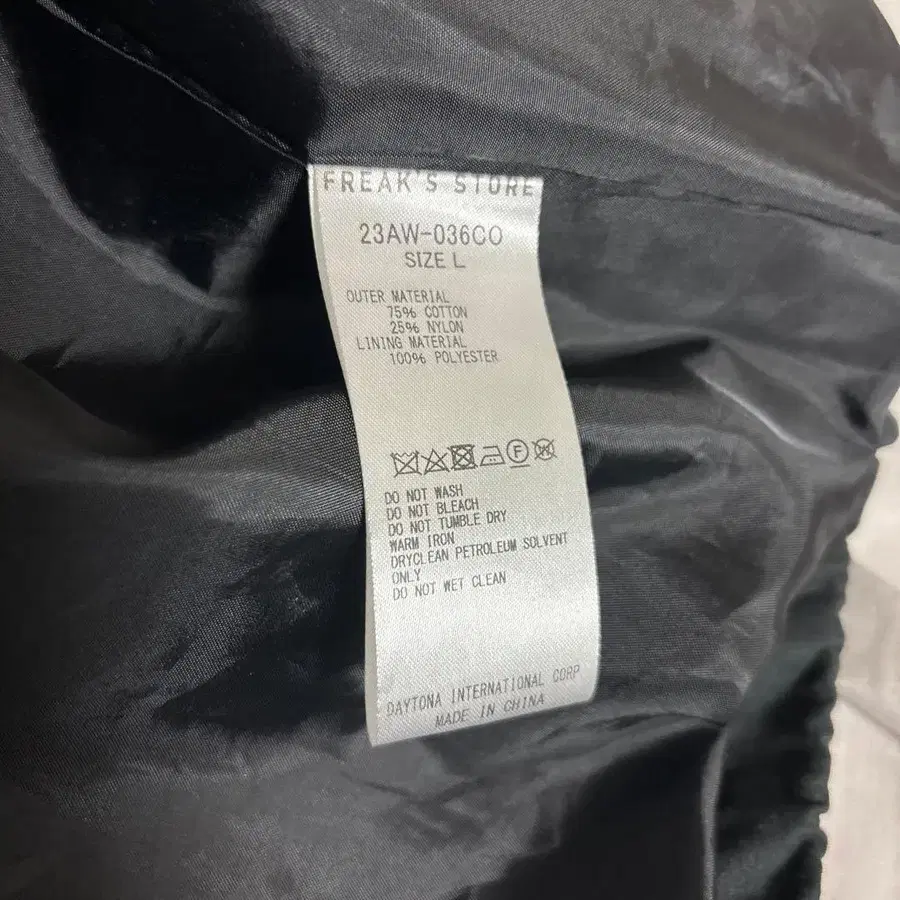 FREAK'S STORE
23AW-036CO
SIZE L
OUTER MATERIAL
75% COTTON
25% NYLON
LINING MATERIAL
100% POLYESTER
F
DO NOT WASH
DO NOT BLEACH
DO NOT TUMBLE DRY
WARM IRON
DRYCLEAN PETROLEUM SOLVENT
ONLY
DO NOT WET CLEAN
DAYTONA INTERNATIONAL CORP
MADE IN CHINA